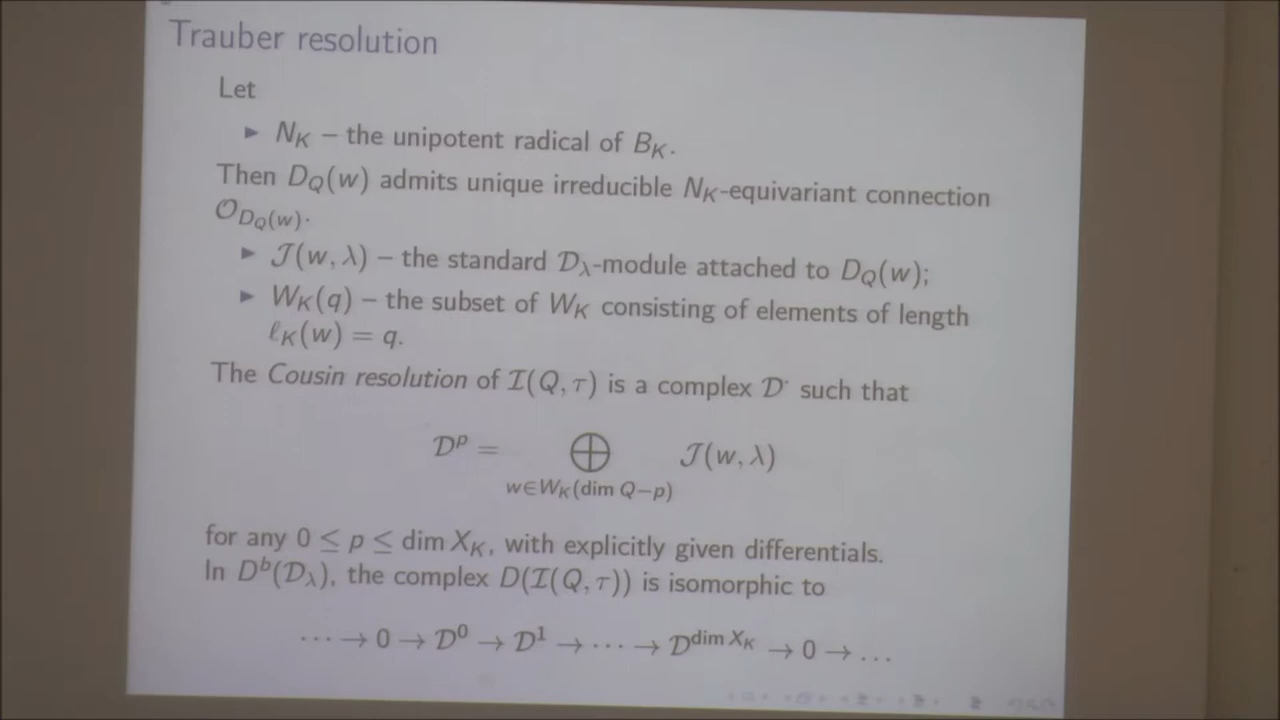 Trauber resolution
Let
▶ N_K – the unipotent radical of B_K.
Then D_Q(w) admits unique irreducible N_K-equivariant connection
𝒪_{D_Q(w)}.
▶ 𝒥(w, λ) – the standard 𝒟_λ-module attached to D_Q(w);
▶ W_K(q) – the subset of W_K consisting of elements of length
ℓ_K(w) = q.
The Cousin resolution of ℐ(Q, τ) is a complex 𝒟^· such that
𝒟^p = ⊕_{w∈W_K(dim Q−p)} 𝒥(w, λ)
for any 0 ≤ p ≤ dim X_K, with explicitly given differentials.
In D^b(𝒟_λ), the complex D(ℐ(Q, τ)) is isomorphic to
⋯ → 0 → 𝒟^0 → 𝒟^1 → ⋯ → 𝒟^{dim X_K} → 0 → …